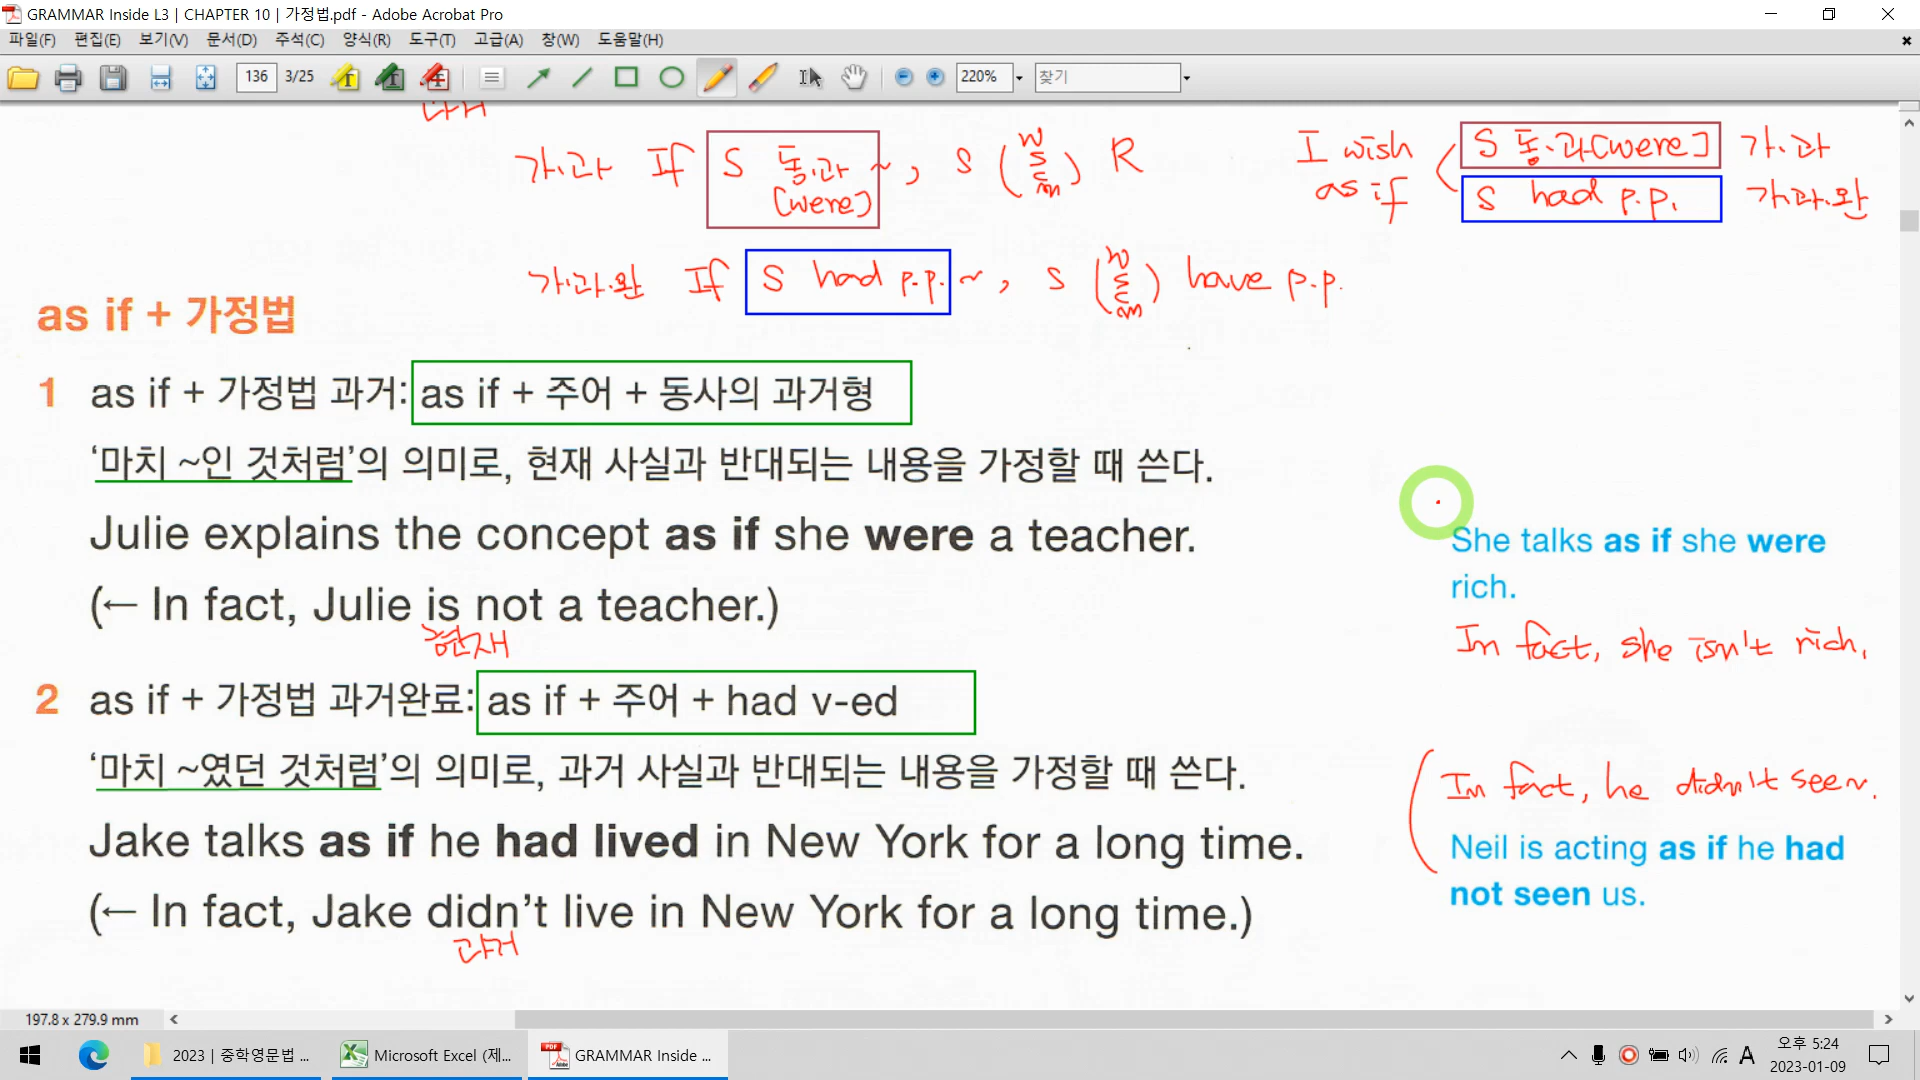 GRAMMAR Inside L3 | CHAPTER 10 | 가정법.pdf - Adobe Acrobat Pro
파일(F) 편집(E) 보기(V) 문서(D) 주석(C) 양식(R) 도구(T) 고급(A) 창(W) 도움말(H)
136 3/25 220% 찾기
가.과 If S 동.과 ~, S ( ) R
[were]
I wish
as if
S 동.과[were] 가.과
S had p.p. 가.과.완
가.과.완 If S had p.p. ~, S ( ) have p.p.
as if + 가정법
1 as if + 가정법 과거: as if + 주어 + 동사의 과거형
‘마치 ~인 것처럼’의 의미로, 현재 사실과 반대되는 내용을 가정할 때 쓴다.
Julie explains the concept as if she were a teacher.
(← In fact, Julie is not a teacher.)
현재
She talks as if she were
rich.
In fact, she isn't rich.
2 as if + 가정법 과거완료: as if + 주어 + had v-ed
‘마치 ~였던 것처럼’의 의미로, 과거 사실과 반대되는 내용을 가정할 때 쓴다.
Jake talks as if he had lived in New York for a long time.
(← In fact, Jake didn’t live in New York for a long time.)
과거
In fact, he didn't seen.
Neil is acting as if he had
not seen us.
197.8 x 279.9 mm
2023 | 중학영문법 ...
Microsoft Excel (제...
GRAMMAR Inside ...
A
오후 5:24
2023-01-09